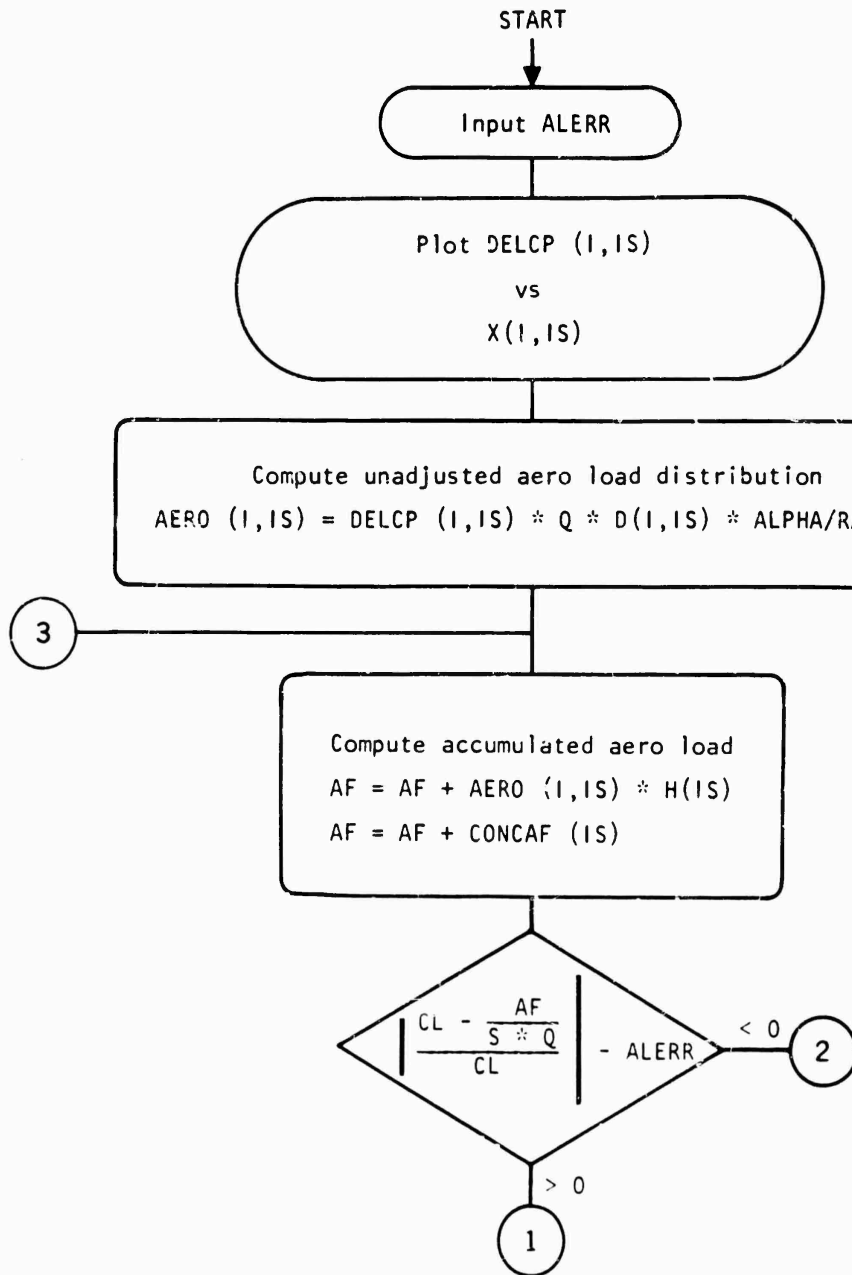 START
Input ALERR
Plot DELCP (I,IS)
vs
X(I,IS)
Compute unadjusted aero load distribution
AERO (I,IS) = DELCP (I,IS) * Q * D(I,IS) * ALPHA/R
3
Compute accumulated aero load
AF = AF + AERO (I,IS) * H(IS)
AF = AF + CONCAF (IS)
| CL - AF
S * Q
CL | - ALERR
< 0
2
> 0
1